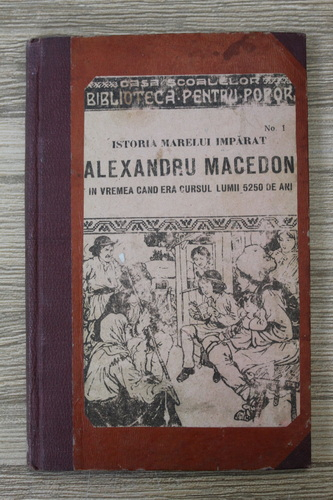 CASA ȘCOALELOR
BIBLIOTECA PENTRU POPOR
No. 1
ISTORIA MARELUI IMPĂRAT
ALEXANDRU MACEDON
IN VREMEA CAND ERA CURSUL LUMII 5250 DE ANI